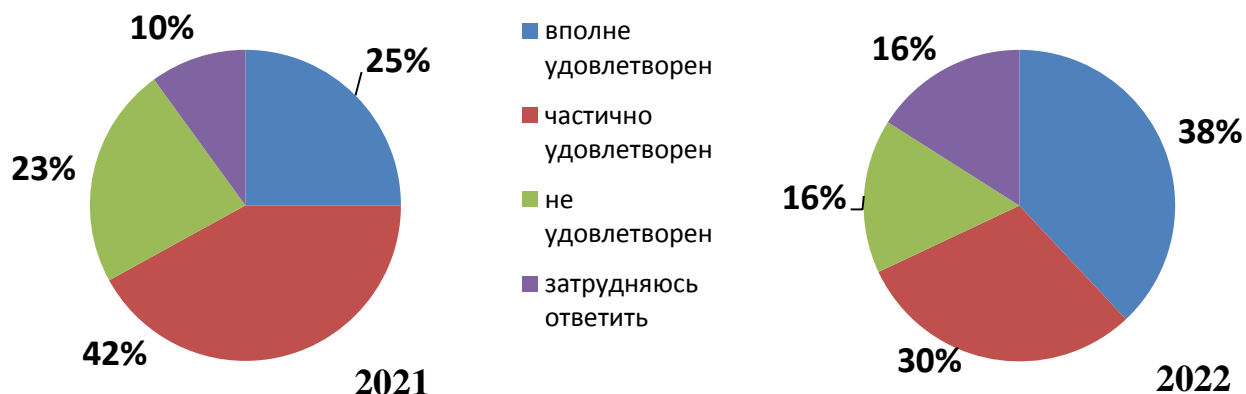 10%
25%
23%
42%
2021
вполне
удовлетворен
частично
удовлетворен
не
удовлетворен
затрудняюсь
ответить
16%
38%
16%
30%
2022